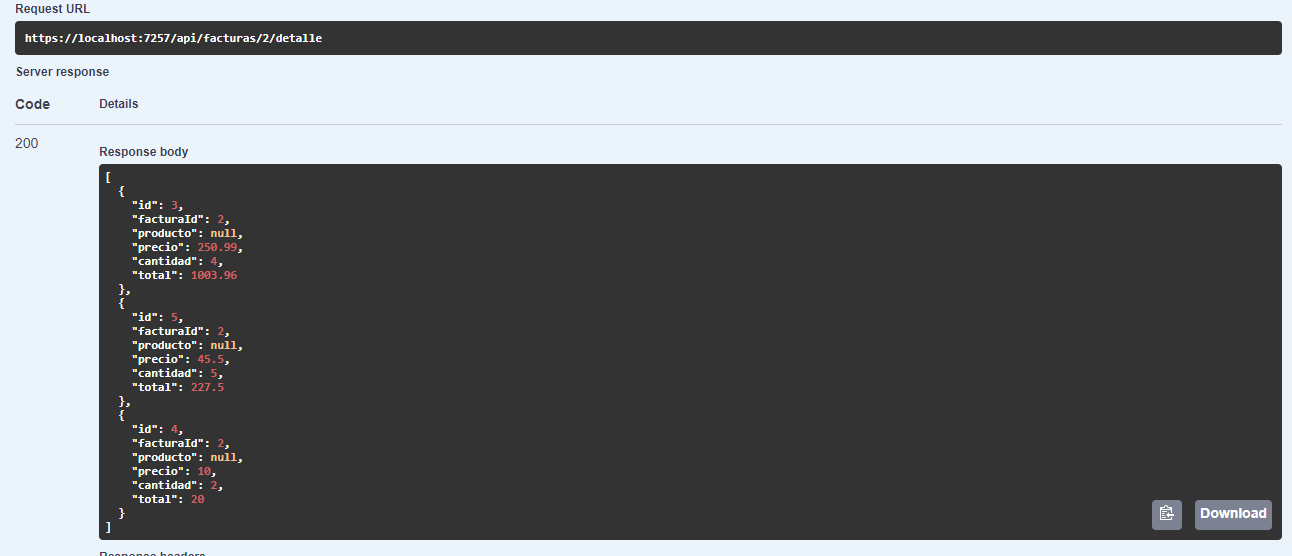 Request URL
https://localhost:7257/api/facturas/2/detalle
Server response
Code Details
200
Response body
[
  {
    "id": 3,
    "facturaId": 2,
    "producto": null,
    "precio": 250.99,
    "cantidad": 4,
    "total": 1003.96
  },
  {
    "id": 5,
    "facturaId": 2,
    "producto": null,
    "precio": 45.5,
    "cantidad": 5,
    "total": 227.5
  },
  {
    "id": 4,
    "facturaId": 2,
    "producto": null,
    "precio": 10,
    "cantidad": 2,
    "total": 20
  }
]
Download
Response headers